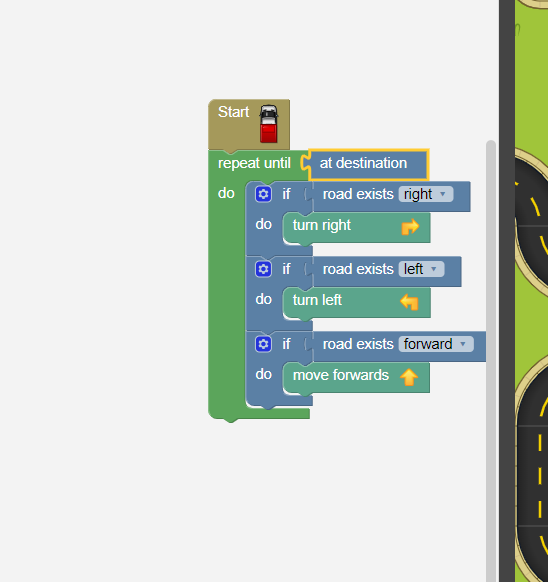 Start
repeat until at destination
do if road exists right
do turn right
if road exists left
do turn left
if road exists forward
do move forwards